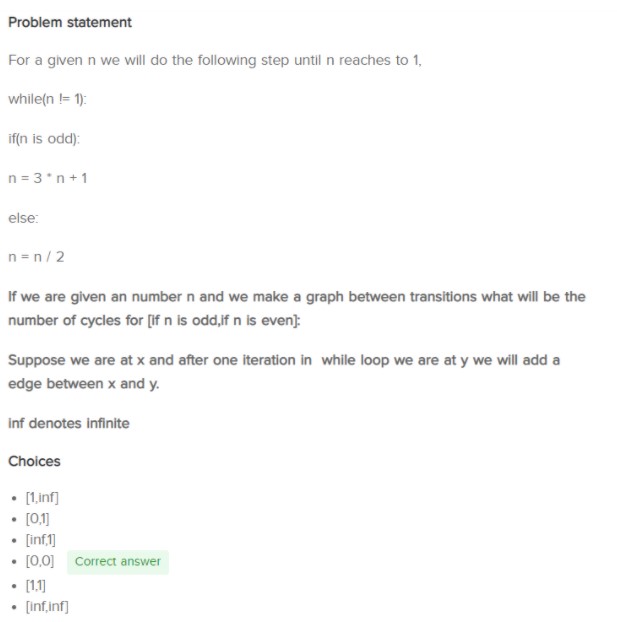 Problem statement
For a given n we will do the following step until n reaches to 1,
while(n != 1):
if(n is odd):
n = 3 * n + 1
else:
n = n / 2
If we are given an number n and we make a graph between transitions what will be the
number of cycles for [if n is odd,if n is even]:
Suppose we are at x and after one iteration in  while loop we are at y we will add a
edge between x and y.
inf denotes infinite
Choices
• [1,inf]
• [0,1]
• [inf,1]
• [0,0] Correct answer
• [1,1]
• [inf,inf]